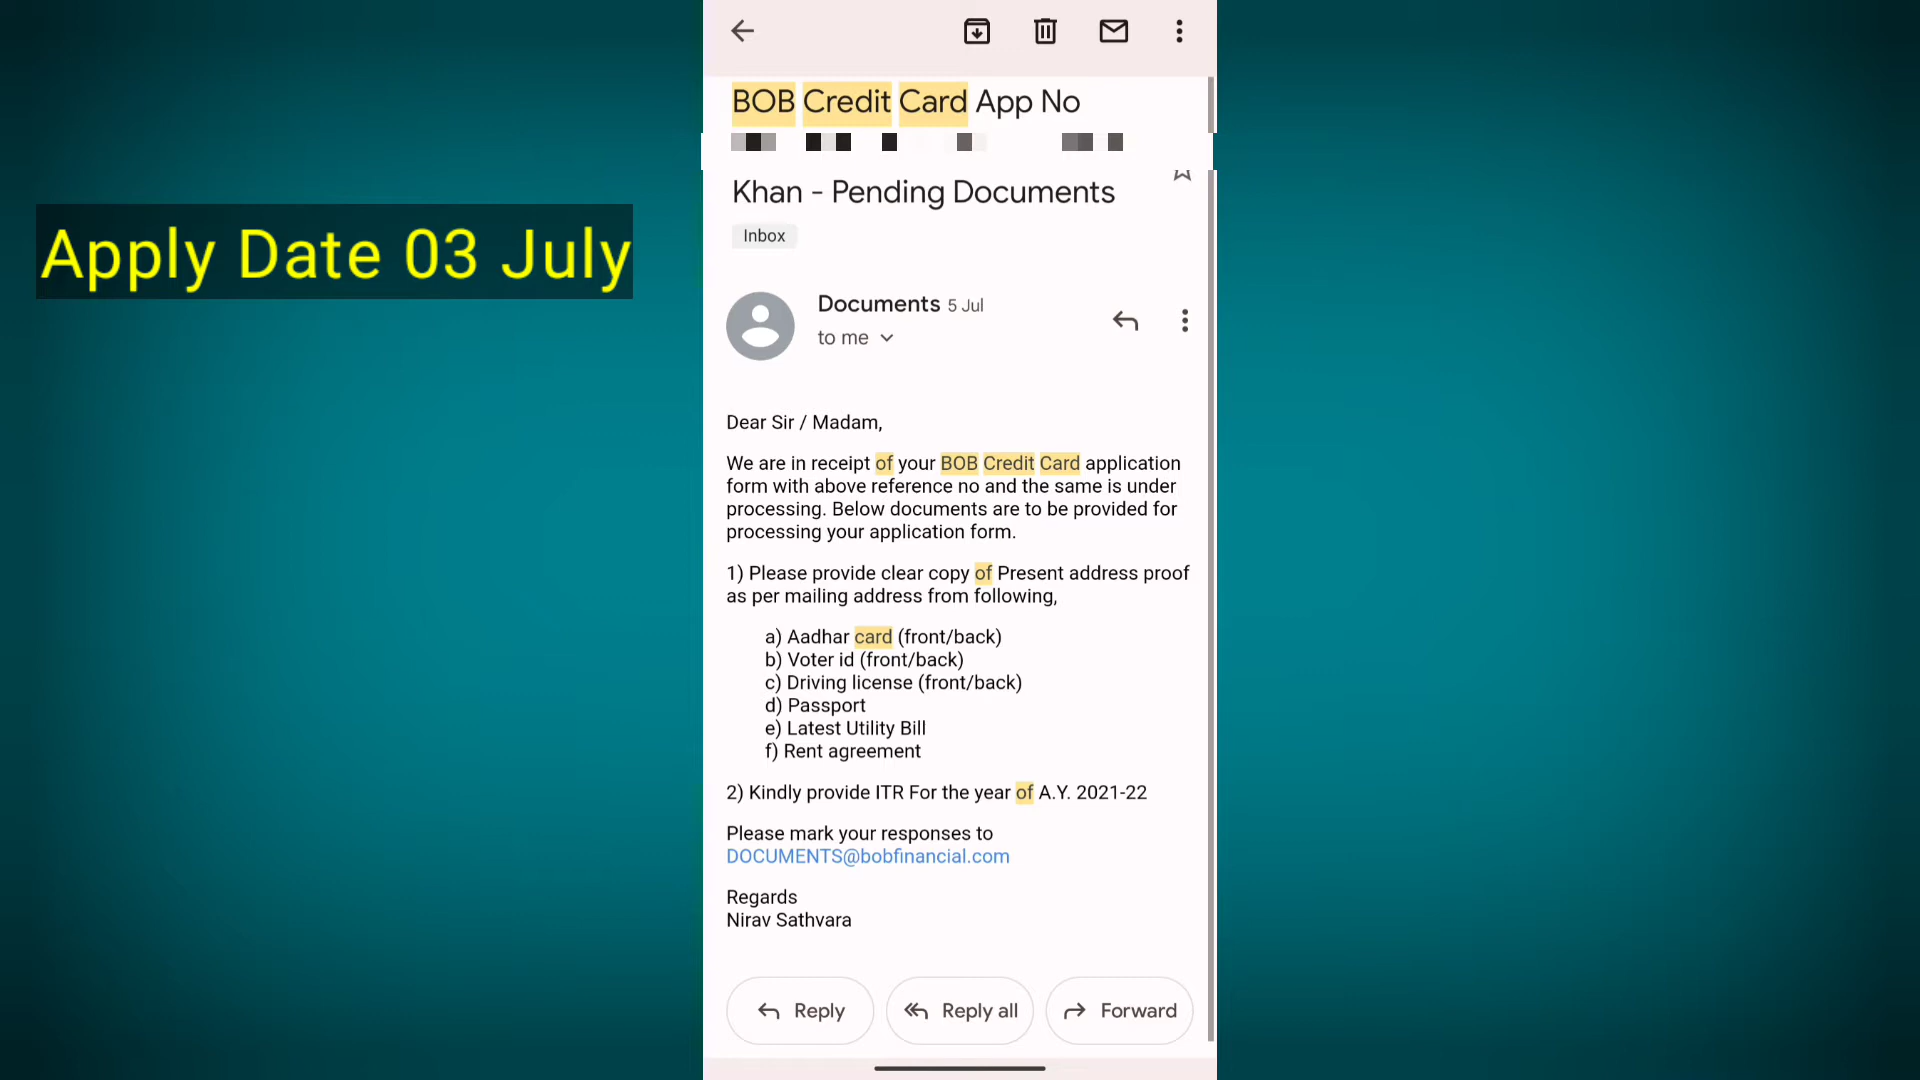 Apply Date 03 July
BOB Credit Card App No
Khan - Pending Documents
Inbox
Documents 5 Jul
to me
Dear Sir / Madam,
We are in receipt of your BOB Credit Card application
form with above reference no and the same is under
processing. Below documents are to be provided for
processing your application form.
1) Please provide clear copy of Present address proof
as per mailing address from following,
a) Aadhar card (front/back)
b) Voter id (front/back)
c) Driving license (front/back)
d) Passport
e) Latest Utility Bill
f) Rent agreement
2) Kindly provide ITR For the year of A.Y. 2021-22
Please mark your responses to
DOCUMENTS@bobfinancial.com
Regards
Nirav Sathvara
Reply
Reply all
Forward